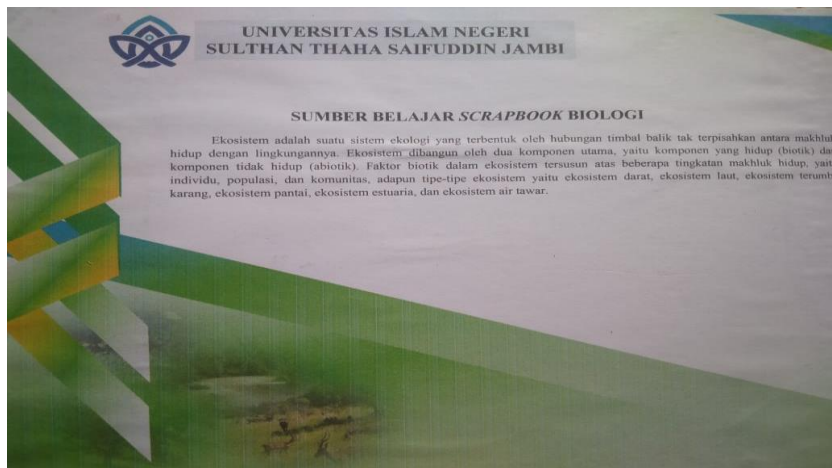 UNIVERSITAS ISLAM NEGERI
SULTHAN THAHA SAIFUDDIN JAMBI
SUMBER BELAJAR SCRAPBOOK BIOLOGI
Ekosistem adalah suatu sistem ekologi yang terbentuk oleh hubungan timbal balik tak terpisahkan antara makhluk
hidup dengan lingkungannya. Ekosistem dibangun oleh dua komponen utama, yaitu komponen yang hidup (biotik) da
komponen tidak hidup (abiotik). Faktor biotik dalam ekosistem tersusun atas beberapa tingkatan makhluk hidup, yait
individu, populasi, dan komunitas, adapun tipe-tipe ekosistem yaitu ekosistem darat, ekosistem laut, ekosistem terumb
karang, ekosistem pantai, ekosistem estuaria, dan ekosistem air tawar.